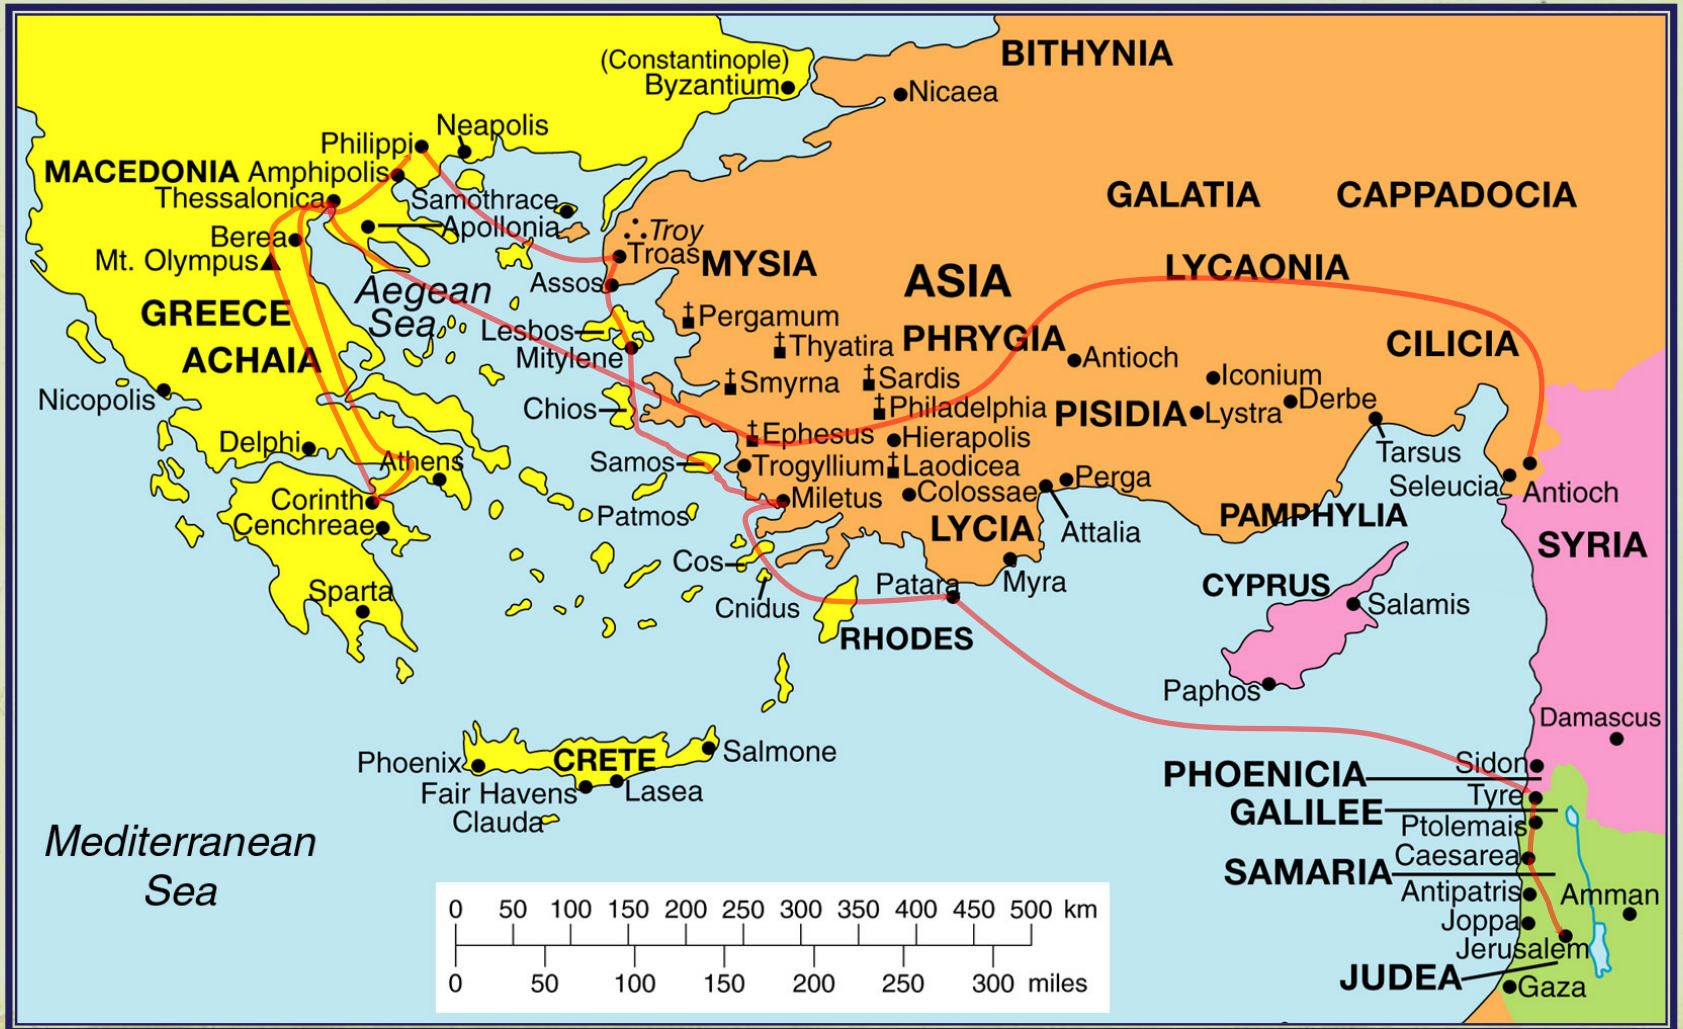 (Constantinople)
Byzantium
BITHYNIA
Nicaea
Neapolis
Philippi
MACEDONIA
Amphipolis
Thessalonica
Samothrace
Apollonia
GALATIA
CAPPADOCIA
Berea
Mt. Olympus
Troy
Troas
MYSIA
ASIA
LYCAONIA
Assos
Aegean
Sea
GREECE
ACHAIA
Pergamum
Lesbos
Mitylene
Thyatira
PHRYGIA
Antioch
CILICIA
Nicopolis
Smyrna
Sardis
Iconium
Derbe
Chios
Philadelphia
PISIDIA
Lystra
Delphi
Ephesus
Hierapolis
Tarsus
Athens
Samos
Trogyllium
Laodicea
Perga
Seleucia
Antioch
Corinth
Miletus
Colossae
Cenchreae
Patmos
LYCIA
Attalia
PAMPHYLIA
SYRIA
Cos
Cnidus
Patara
Myra
CYPRUS
Salamis
Sparta
RHODES
Paphos
Damascus
Phoenix
CRETE
Salmone
Fair Havens
Lasea
Clauda
Sidon
PHOENICIA
Tyre
GALILEE
Ptolemais
Mediterranean
Sea
Caesarea
SAMARIA
Antipatris
Amman
Joppa
Jerusalem
JUDEA
Gaza
0 50 100 150 200 250 300 350 400 450 500 km
0 50 100 150 200 250 300 miles